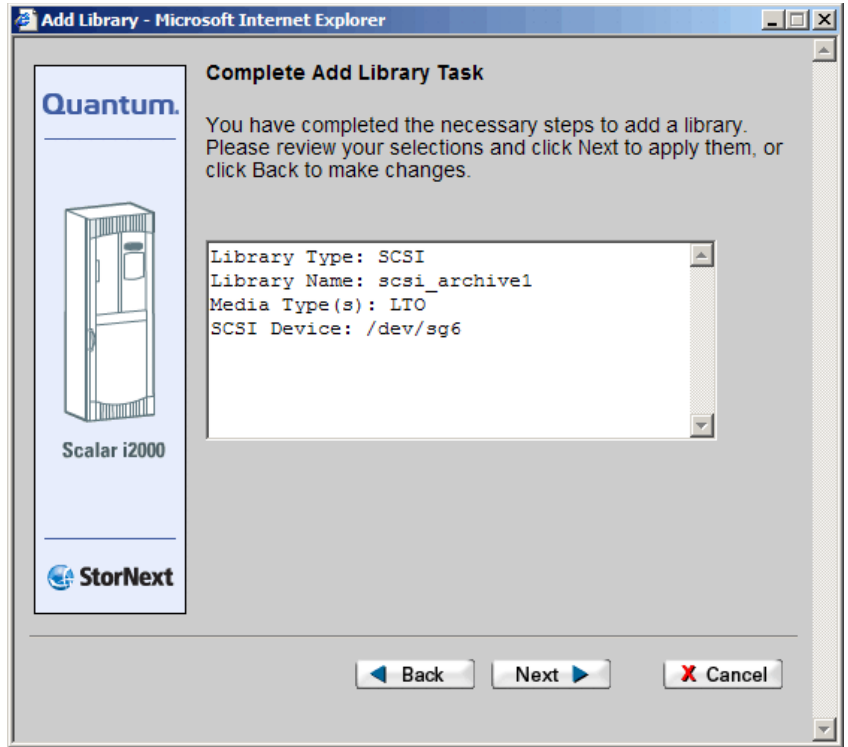 Add Library - Microsoft Internet Explorer
Quantum.
Scalar i2000
StorNext
Complete Add Library Task
You have completed the necessary steps to add a library.
Please review your selections and click Next to apply them, or
click Back to make changes.
Library Type: SCSI
Library Name: scsi_archive1
Media Type(s): LTO
SCSI Device: /dev/sg6
Back
Next
Cancel